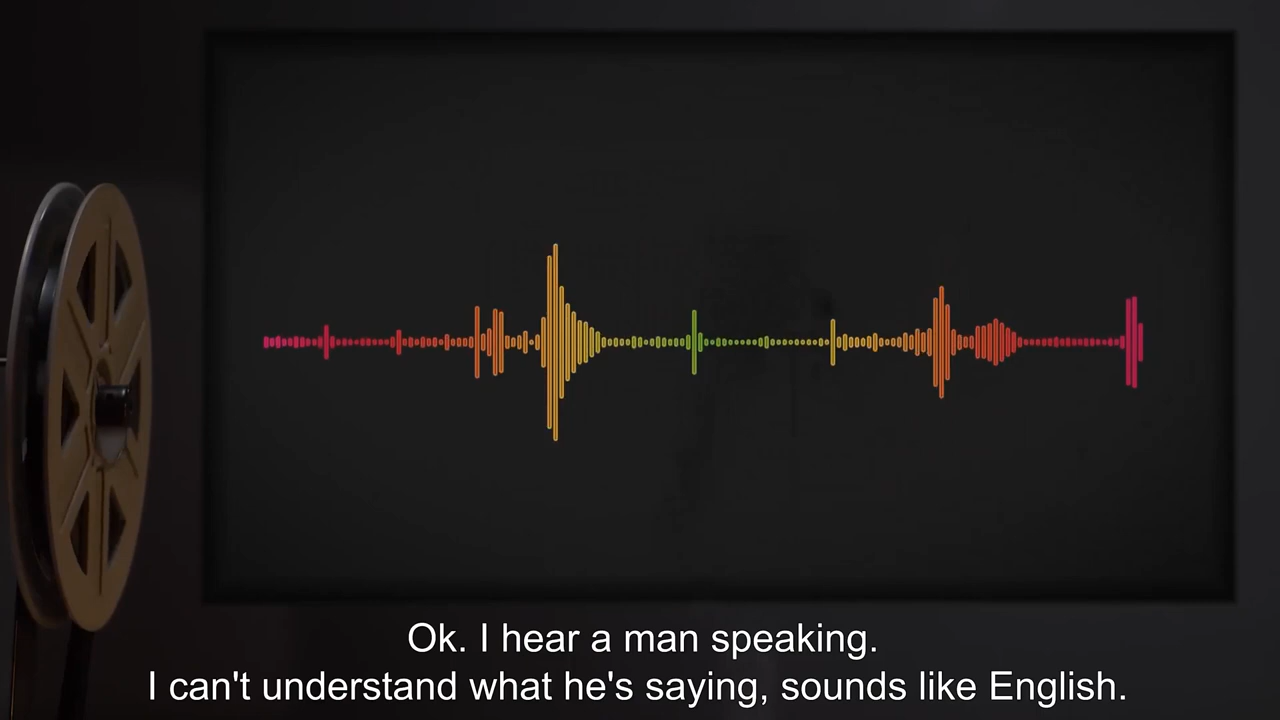 Ok. I hear a man speaking.
I can't understand what he's saying, sounds like English.